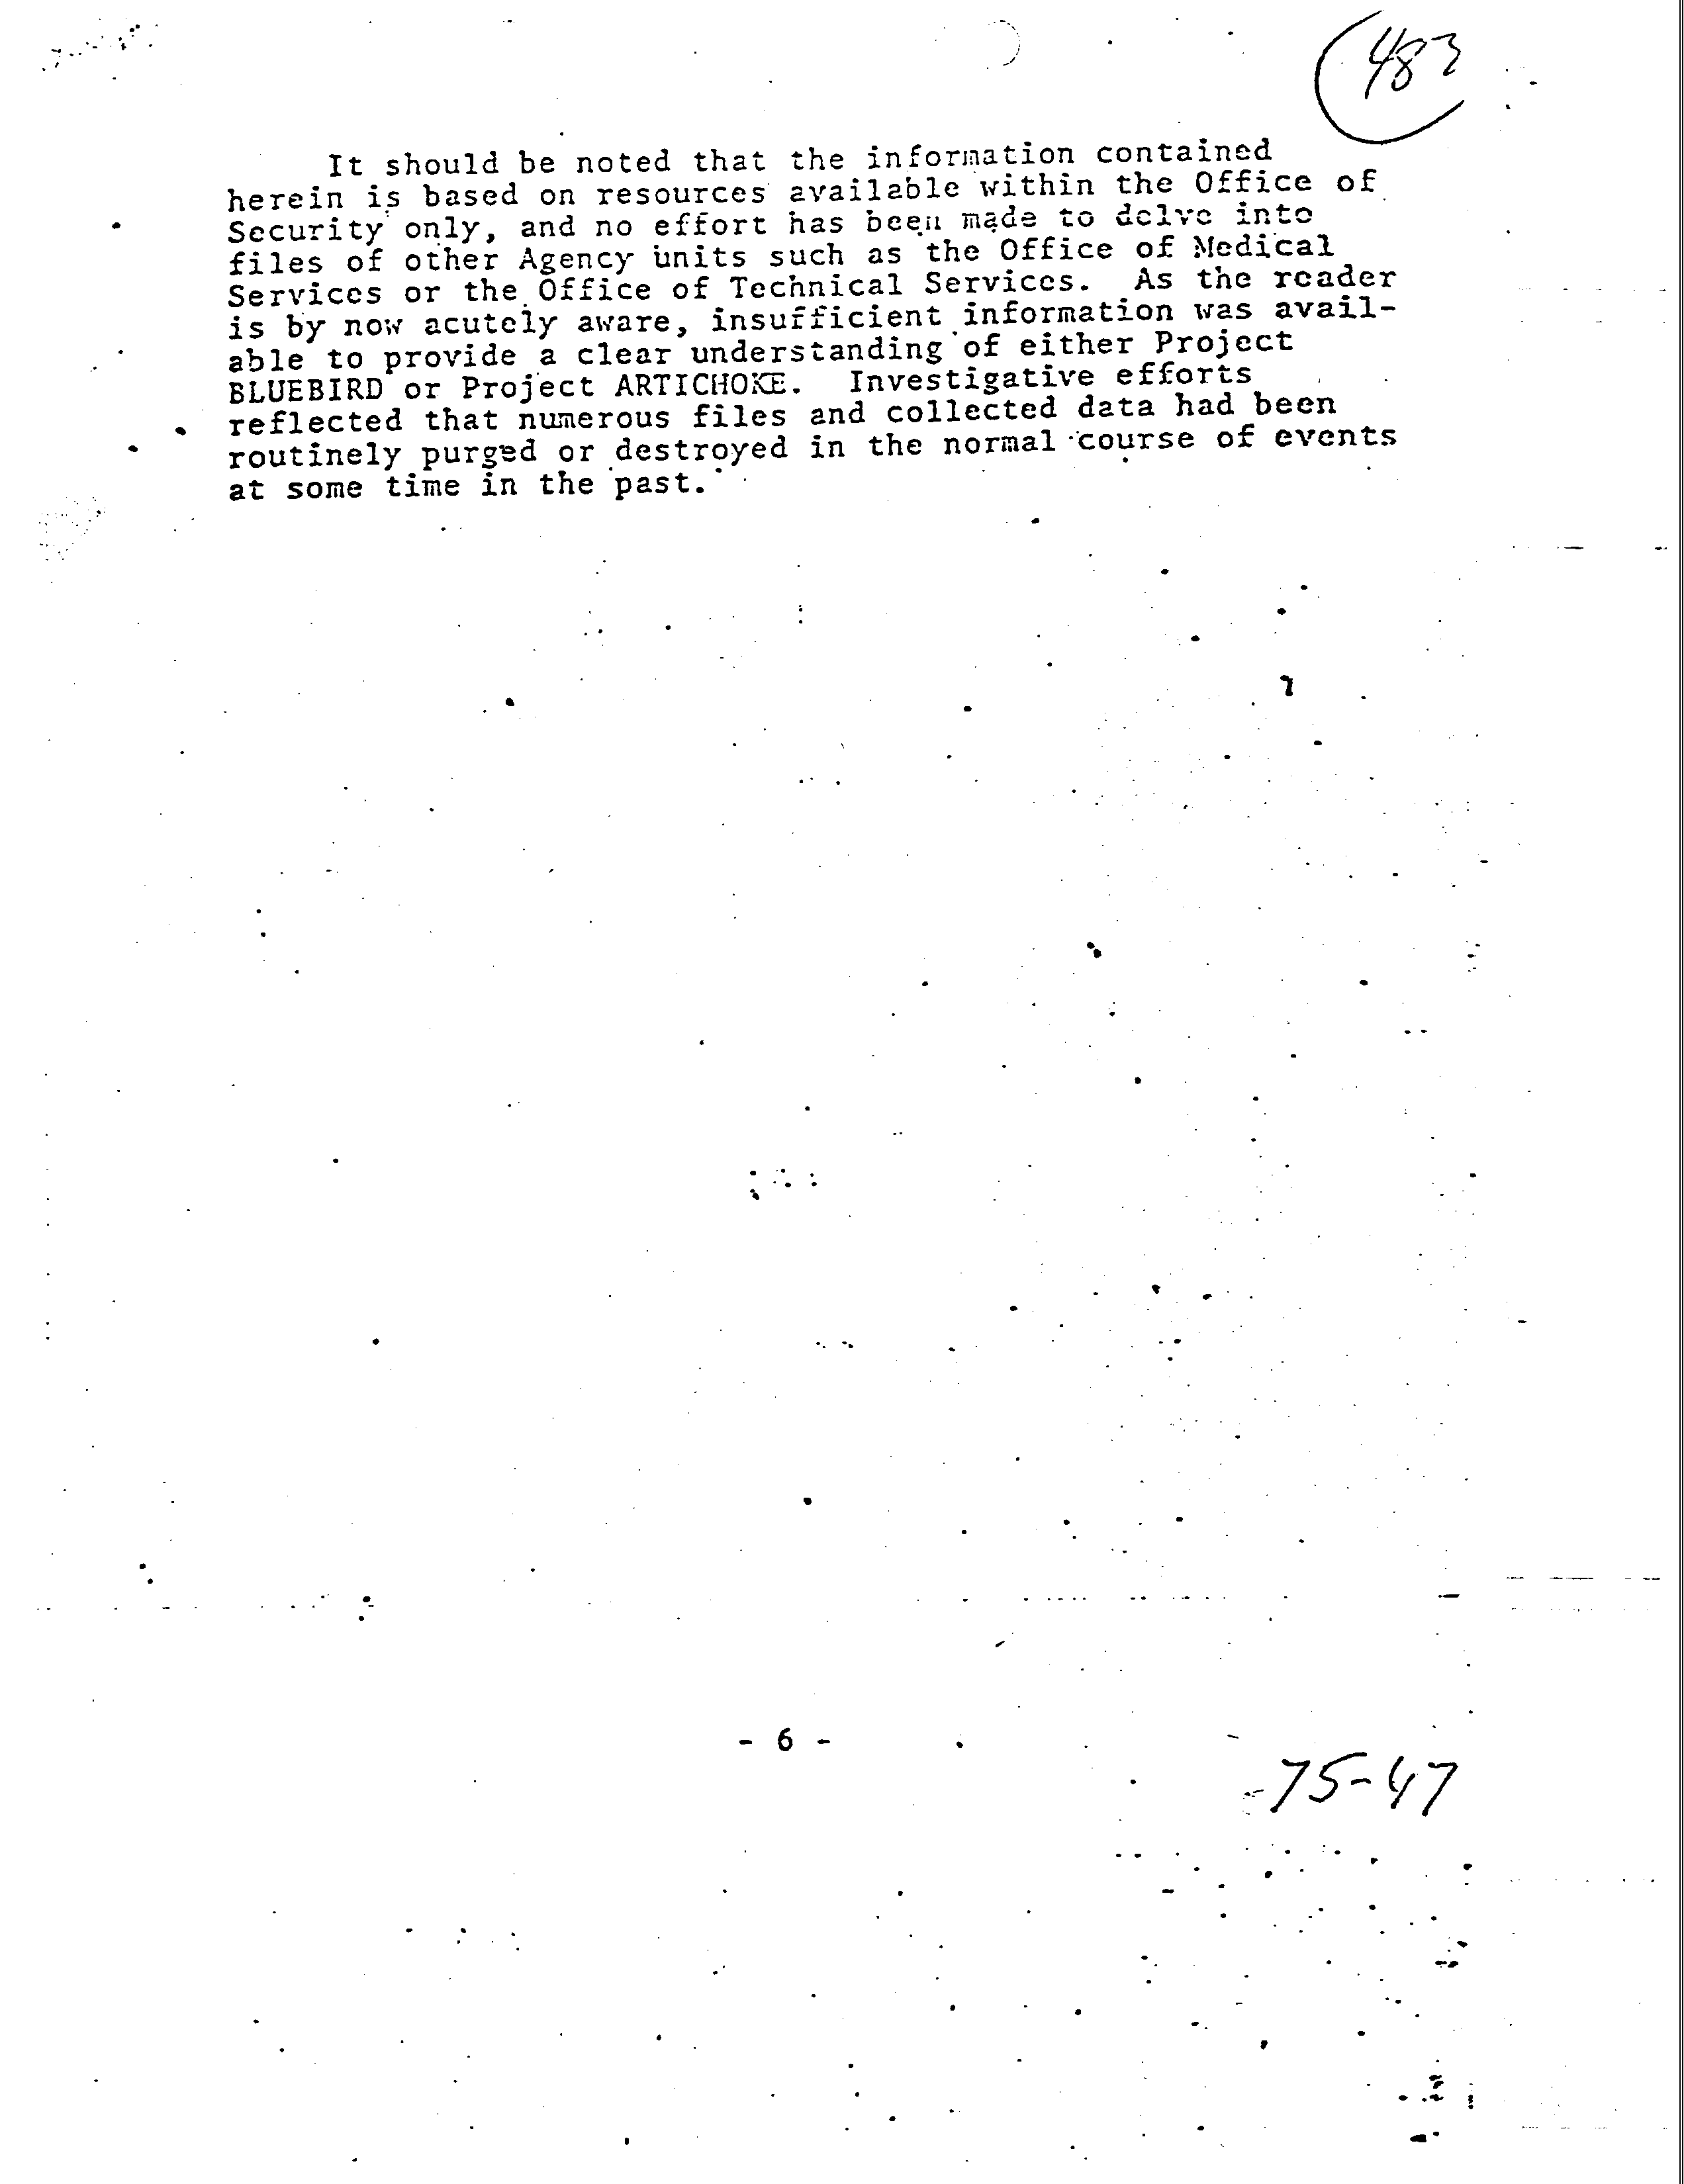 483
It should be noted that the information contained
herein is based on resources available within the Office of
Security only, and no effort has been made to delve into
files of other Agency units such as the Office of Medical
Services or the Office of Technical Services. As the reader
is by now acutely aware, insufficient information was avail-
able to provide a clear understanding of either Project
BLUEBIRD or Project ARTICHOKE. Investigative efforts
reflected that numerous files and collected data had been
routinely purged or destroyed in the normal course of events
at some time in the past.
- 6 -
75-47